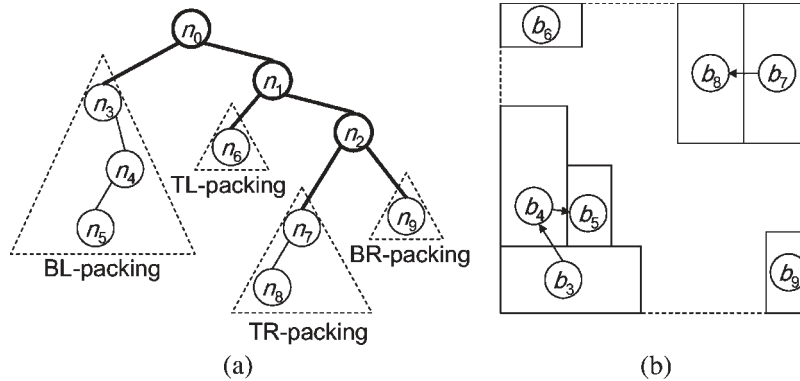 n0
n1
n2
n3
n4
n5
BL-packing
n6
TL-packing
n7
n8
TR-packing
n9
BR-packing
(a)
b6
b8
b7
b4
b5
b3
b9
(b)